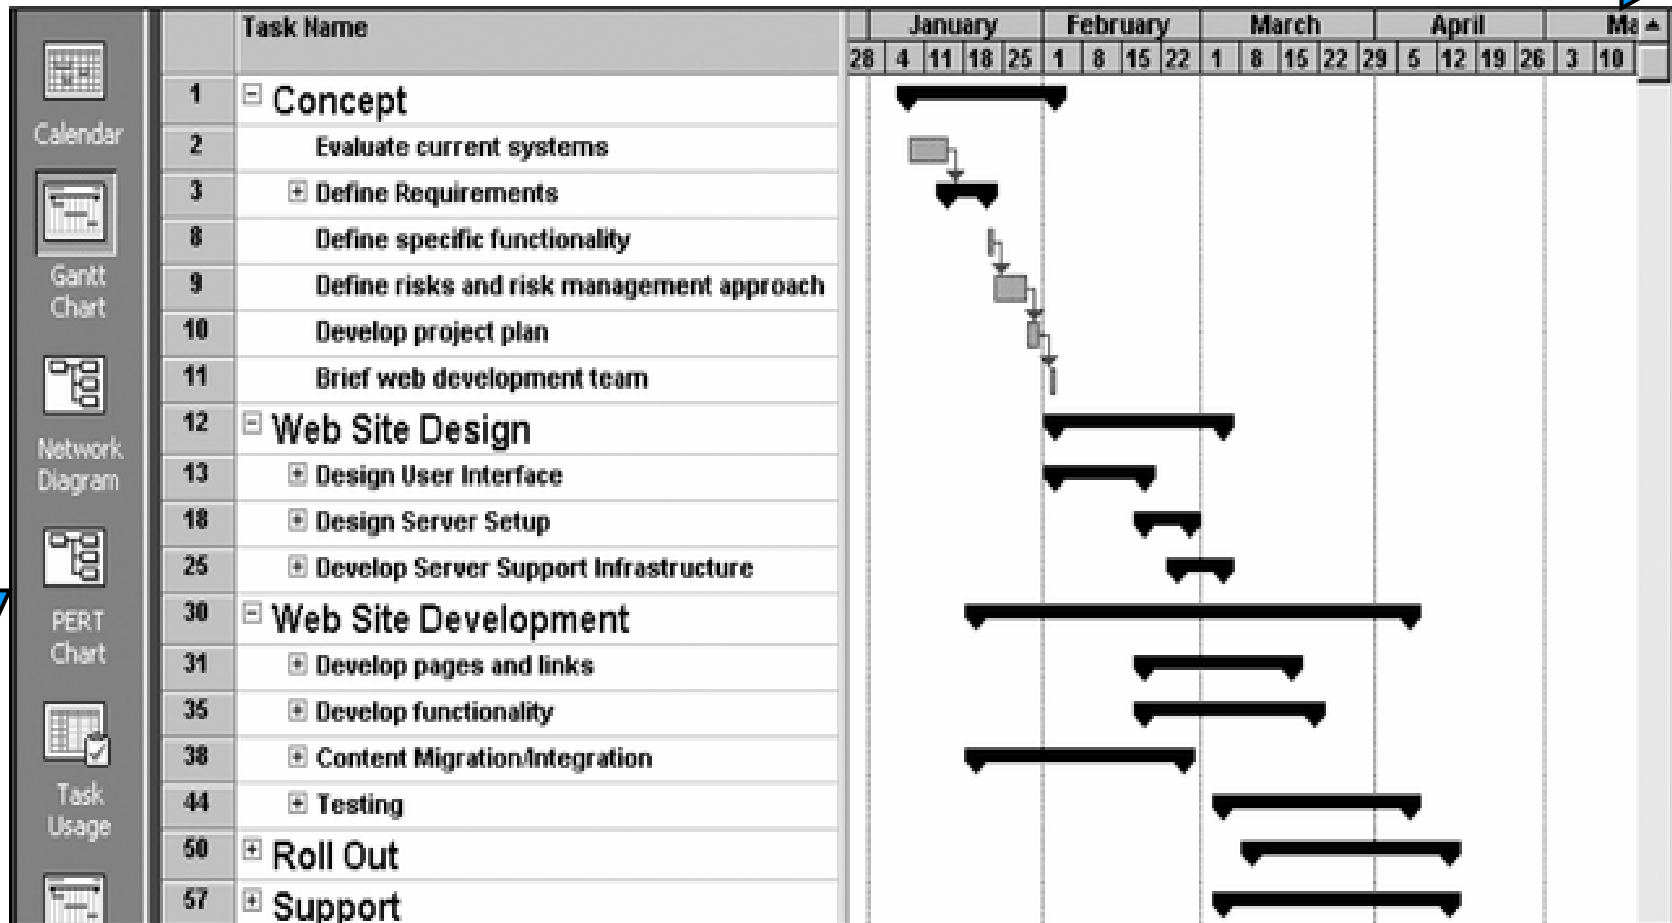 Task Name
January February March April Ma
28 4 11 18 25 1 8 15 22 1 8 15 22 29 5 12 19 26 3 10
Calendar
Gantt
Chart
Network
Diagram
PERT
Chart
Task
Usage
1 Concept
2 Evaluate current systems
3 Define Requirements
8 Define specific functionality
9 Define risks and risk management approach
10 Develop project plan
11 Brief web development team
12 Web Site Design
13 Design User Interface
18 Design Server Setup
25 Develop Server Support Infrastructure
30 Web Site Development
31 Develop pages and links
35 Develop functionality
38 Content Migration/Integration
44 Testing
50 Roll Out
57 Support